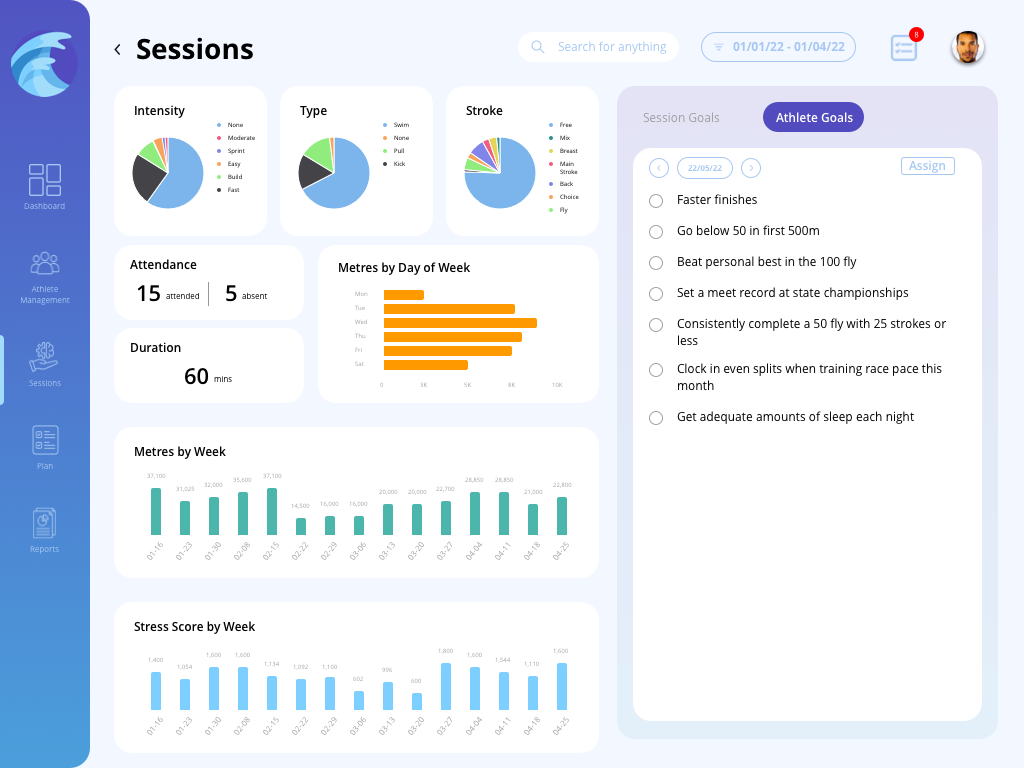 Sessions
Search for anything
01/01/22 - 01/04/22
8
Dashboard
Athlete
Management
Sessions
Plan
Reports
Intensity
None
Moderate
Sprint
Easy
Build
Fast
Type
Swim
None
Pull
Kick
Stroke
Free
Mix
Breast
Main
Stroke
Back
Choice
Fly
Attendance
15 attended
5 absent
Duration
60 mins
Metres by Day of Week
Mon
Tue
Wed
Thu
Fri
Sat
0 3K 5K 8K 10K
Metres by Week
37,100 31,025 32,000 35,600 37,100 14,500 16,000 16,000 20,000 20,000 22,700 28,850 28,850 21,000 22,800
01-16 01-23 01-30 02-08 02-15 02-22 02-29 03-06 03-13 03-20 03-27 04-04 04-11 04-18 04-25
Stress Score by Week
1,400 1,054 1,600 1,600 1,134 1,092 1,100 602 996 600 1,800 1,600 1,544 1,110 1,600
01-16 01-23 01-30 02-08 02-15 02-22 02-29 03-06 03-13 03-20 03-27 04-04 04-11 04-18 04-25
Session Goals
Athlete Goals
22/05/22
Assign
Faster finishes
Go below 50 in first 500m
Beat personal best in the 100 fly
Set a meet record at state championships
Consistently complete a 50 fly with 25 strokes or
less
Clock in even splits when training race pace this
month
Get adequate amounts of sleep each night